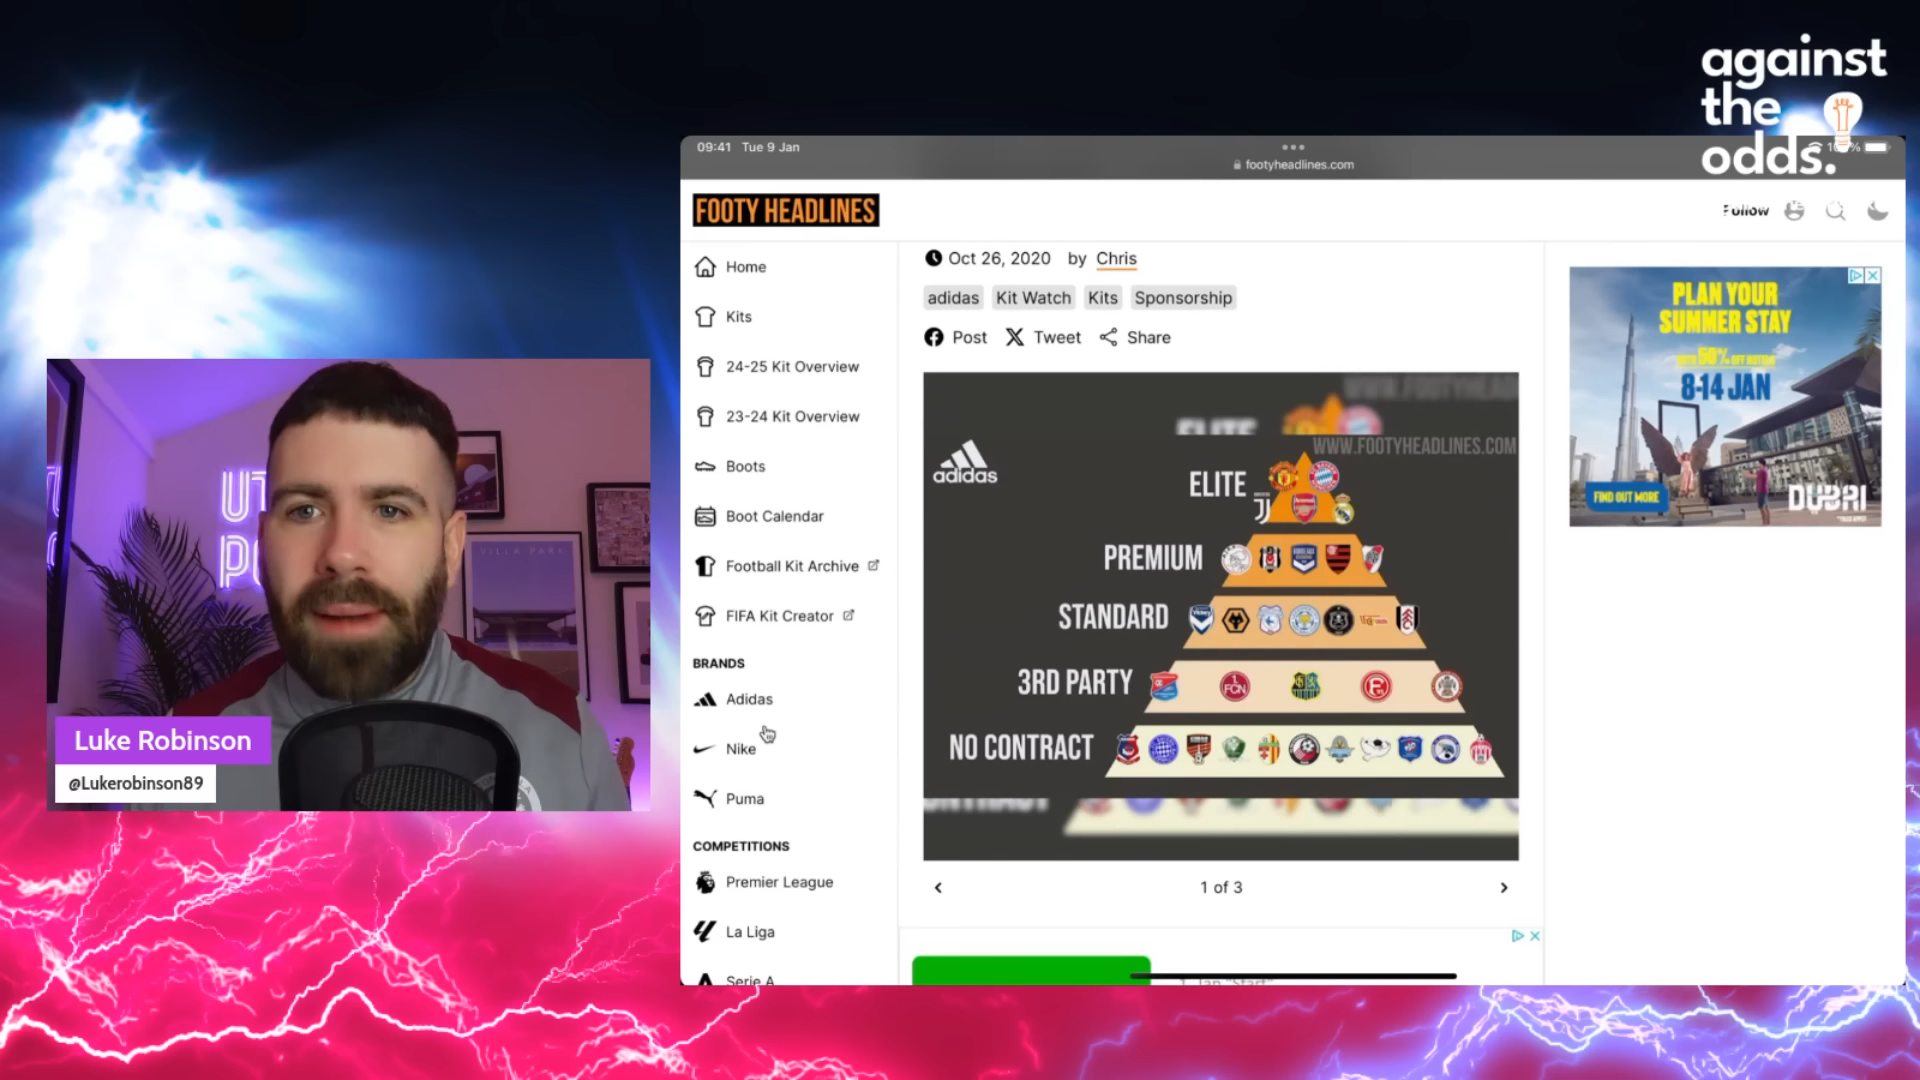 against
the
odds.
09:41 Tue 9 Jan
footyheadlines.com
FOOTY HEADLINES
Follow
Home
Kits
24-25 Kit Overview
23-24 Kit Overview
Boots
Boot Calendar
Football Kit Archive
FIFA Kit Creator
BRANDS
Adidas
Nike
Puma
COMPETITIONS
Premier League
La Liga
Serie A
Oct 26, 2020 by Chris
adidas Kit Watch Kits Sponsorship
Post Tweet Share
WWW.FOOTYHEADLINES.COM
adidas
ELITE
PREMIUM
STANDARD
3RD PARTY
NO CONTRACT
1 of 3
PLAN YOUR
SUMMER STAY
50%
8-14 JAN
FIND OUT MORE
DUBAI
VILLA PARK
Luke Robinson
@Lukerobinson89